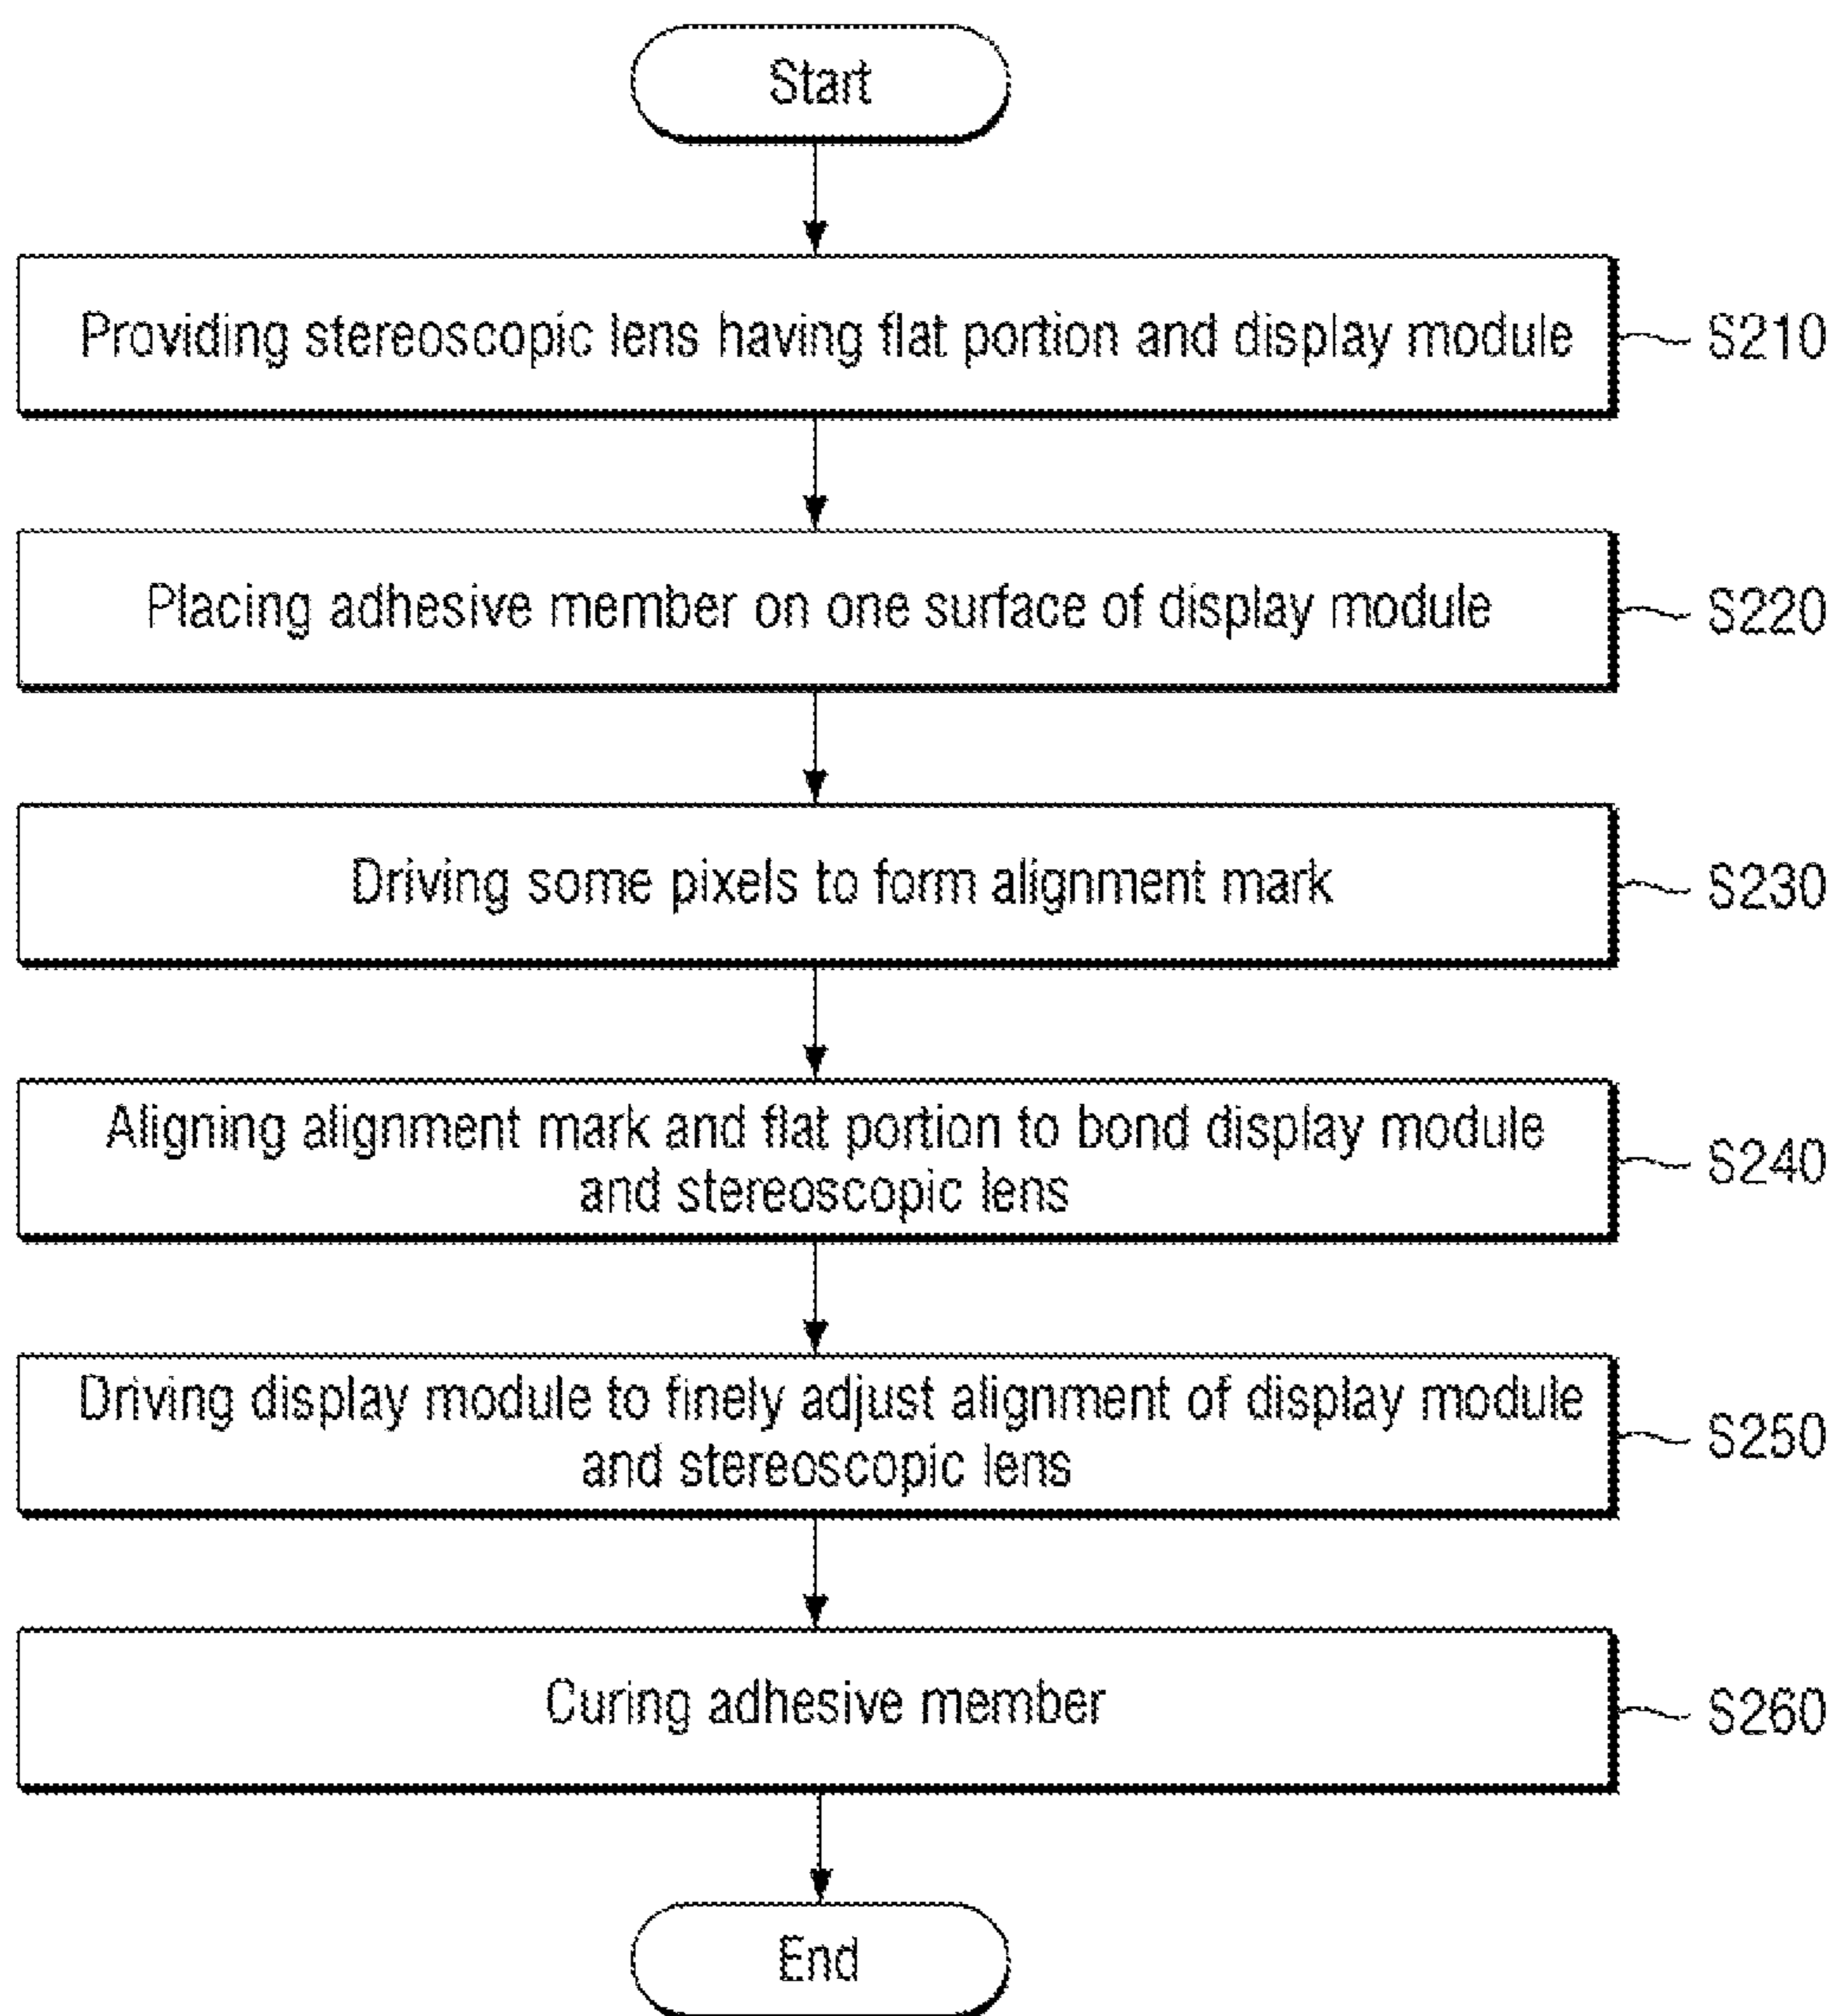 Start
Providing stereoscopic lens having flat portion and display module
S210
Placing adhesive member on one surface of display module
S220
Driving some pixels to form alignment mark
S230
Aligning alignment mark and flat portion to bond display module
and stereoscopic lens
S240
Driving display module to finely adjust alignment of display module
and stereoscopic lens
S250
Curing adhesive member
S260
End